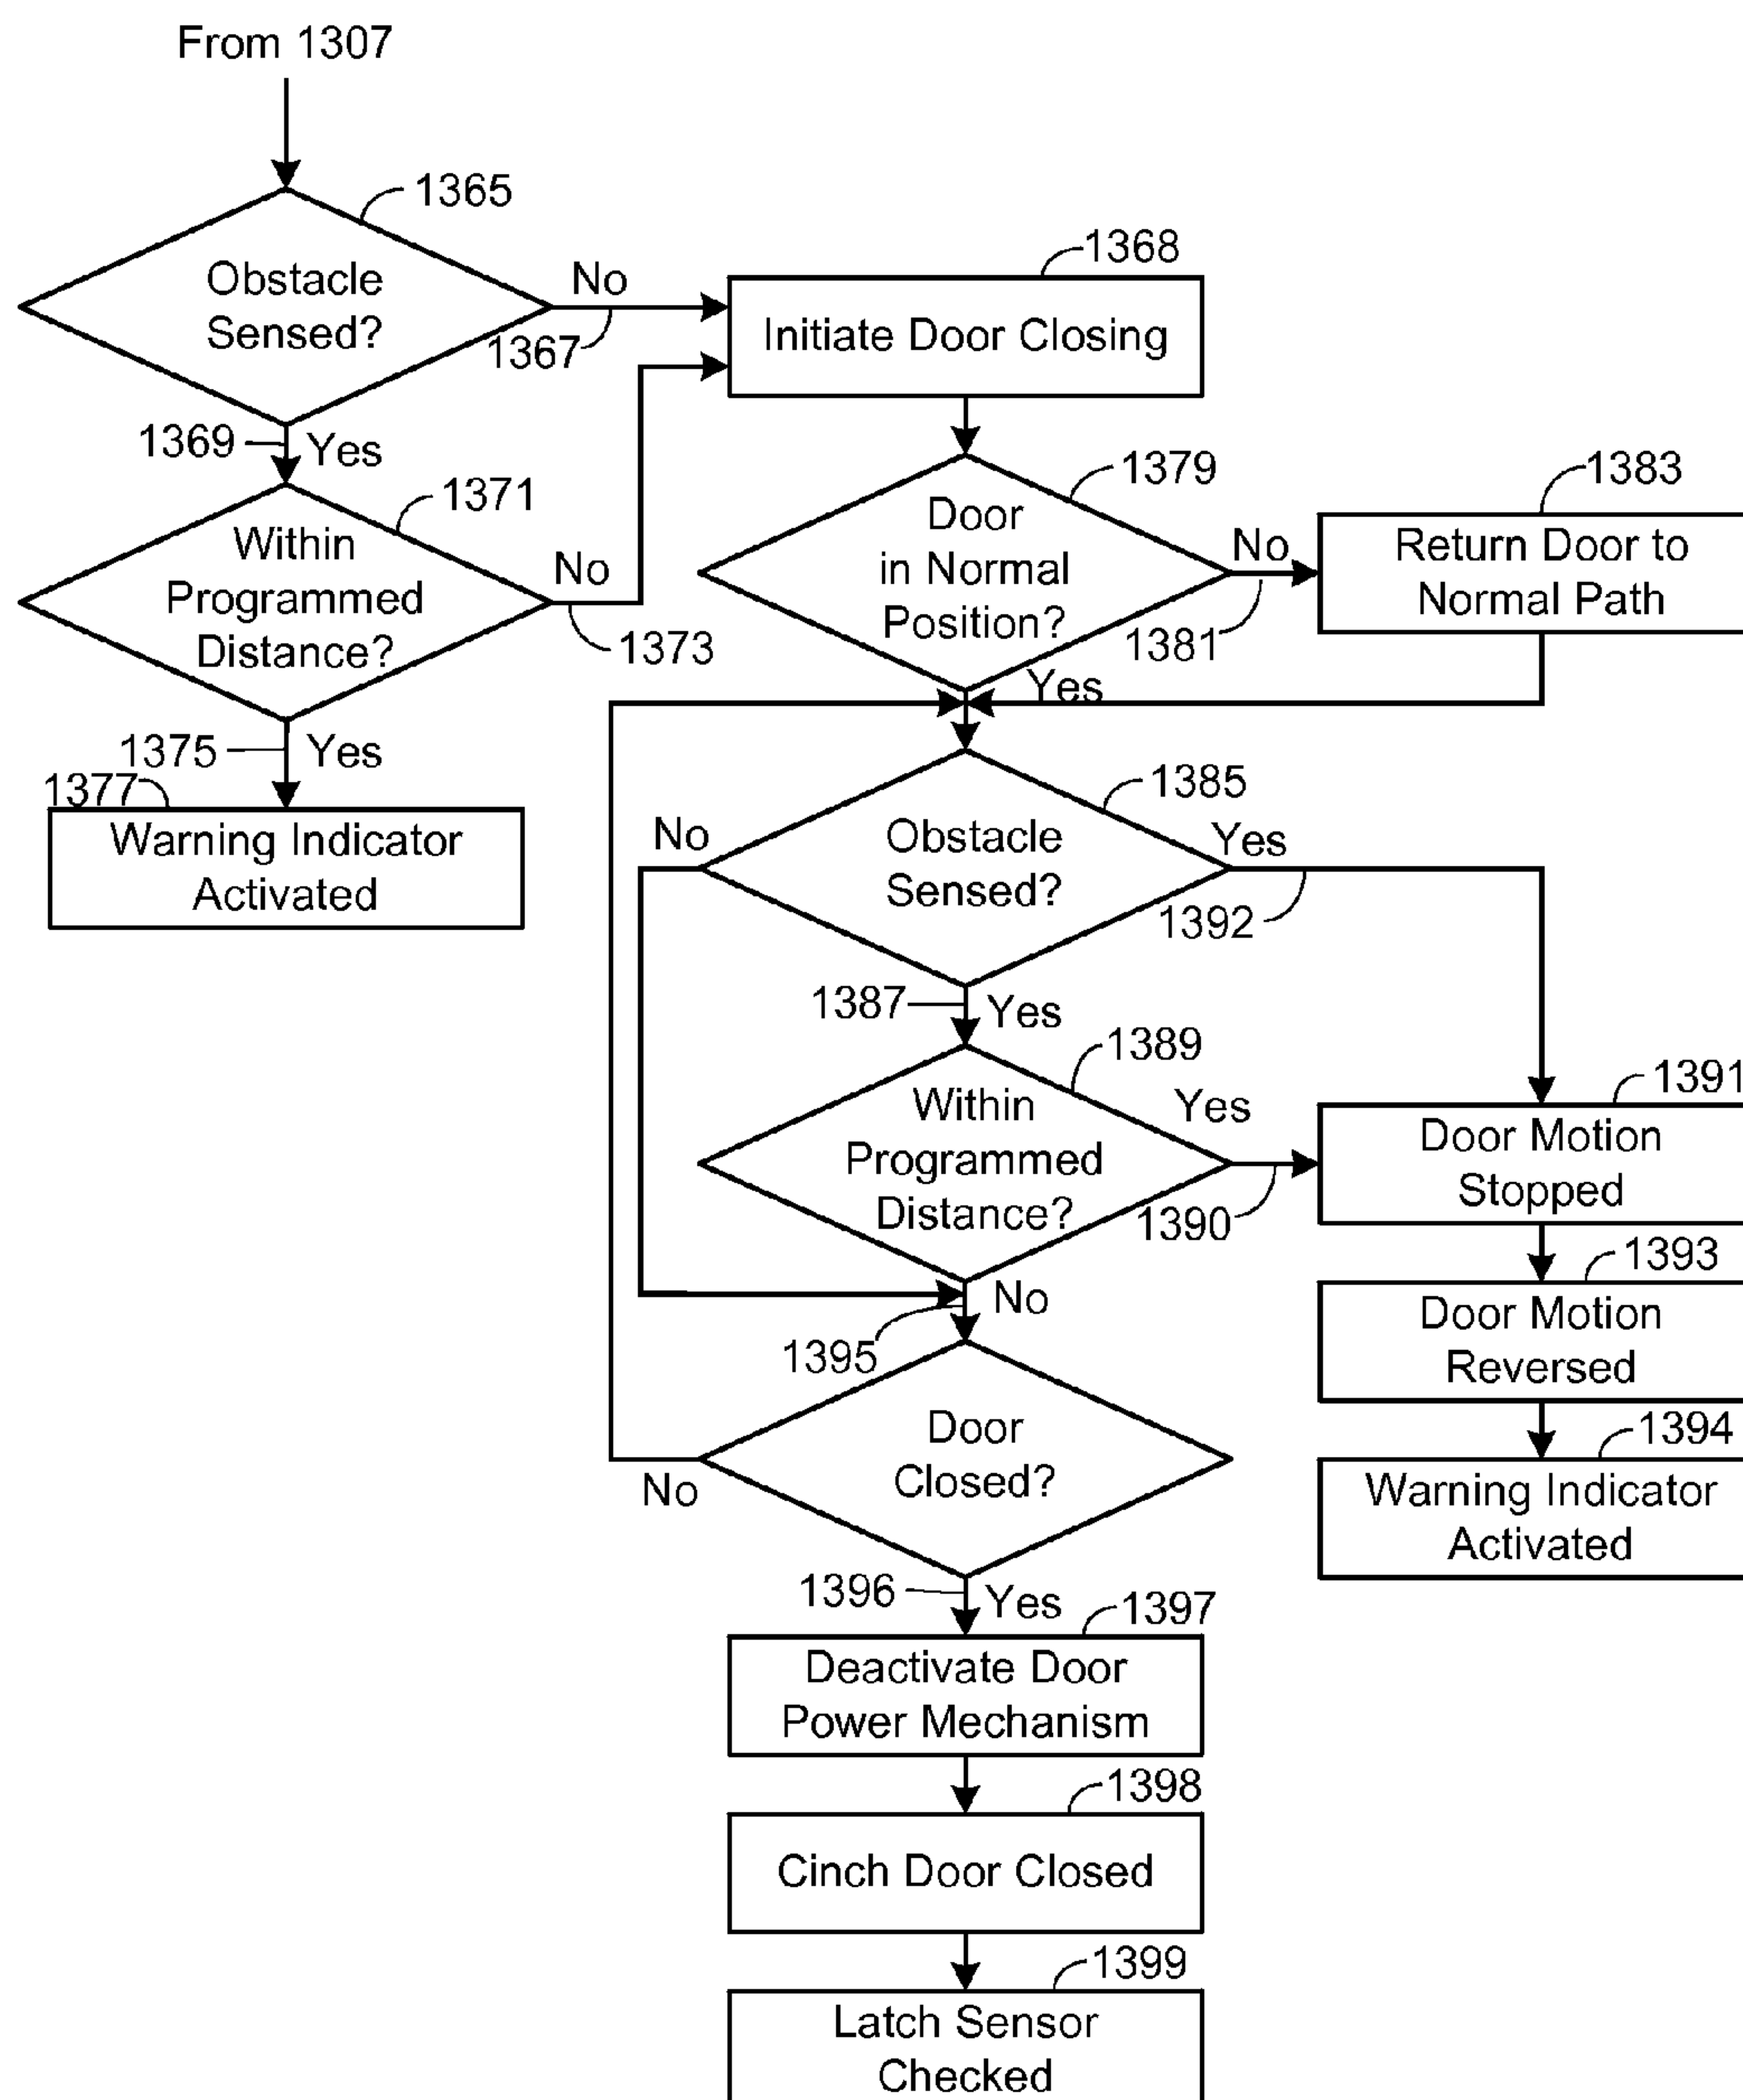 From 1307
1365
Obstacle
Sensed?
No
1367
1368
Initiate Door Closing
1369
Yes
1371
Within
Programmed
Distance?
No
1373
1375
Yes
1377
Warning Indicator
Activated
1379
Door
in Normal
Position?
No
1381
1383
Return Door to
Normal Path
Yes
1385
Obstacle
Sensed?
No
Yes
1392
1387
Yes
1389
Within
Programmed
Distance?
Yes
1390
1391
Door Motion
Stopped
1393
Door Motion
Reversed
1394
Warning Indicator
Activated
No
1395
Door
Closed?
No
1396
Yes
1397
Deactivate Door
Power Mechanism
1398
Cinch Door Closed
1399
Latch Sensor
Checked